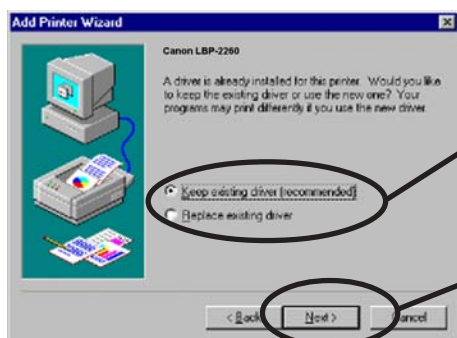 Add Printer Wizard
Canon LBP-2260
A driver is already installed for this printer. Would you like
to keep the existing driver or use the new one? Your
programs may print differently if you use the new driver.
Keep existing driver (recommended)
Replace existing driver
< Back
Next >
Cancel